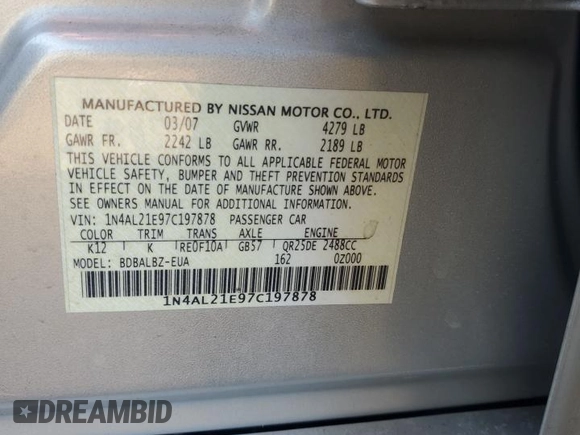 MANUFACTURED BY NISSAN MOTOR CO., LTD.
DATE 03/07 GVWR 4279 LB
GAWR FR. 2242 LB GAWR RR. 2189 LB
THIS VEHICLE CONFORMS TO ALL APPLICABLE FEDERAL MOTOR
VEHICLE SAFETY, BUMPER AND THEFT PREVENTION STANDARDS
IN EFFECT ON THE DATE OF MANUFACTURE SHOWN ABOVE.
SEE OWNERS MANUAL FOR ADDITIONAL INFORMATION.
VIN: 1N4AL21E97C197878 PASSENGER CAR
COLOR TRIM TRANS AXLE ENGINE
K12 K RE0F10A GB57 QR25DE 2488CC
MODEL: BDBALBZ-EUA 162 0Z000
1N4AL21E97C197878
DREAMBID